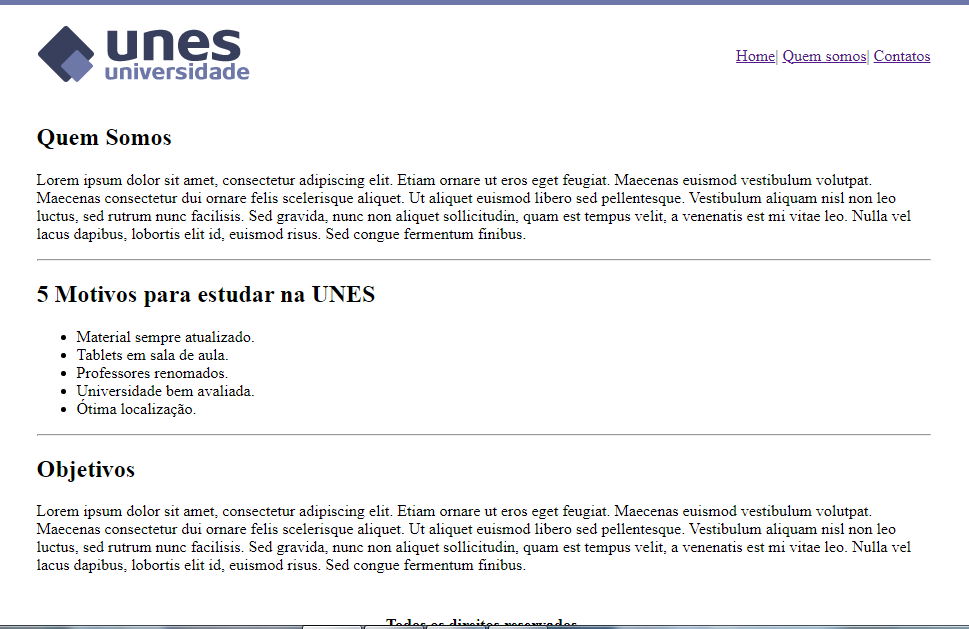 unes
universidade
Home| Quem somos| Contatos
Quem Somos
Lorem ipsum dolor sit amet, consectetur adipiscing elit. Etiam ornare ut eros eget feugiat. Maecenas euismod vestibulum volutpat.
Maecenas consectetur dui ornare felis scelerisque aliquet. Ut aliquet euismod libero sed pellentesque. Vestibulum aliquam nisl non leo
luctus, sed rutrum nunc facilisis. Sed gravida, nunc non aliquet sollicitudin, quam est tempus velit, a venenatis est mi vitae leo. Nulla vel
lacus dapibus, lobortis elit id, euismod risus. Sed congue fermentum finibus.
5 Motivos para estudar na UNES
• Material sempre atualizado.
• Tablets em sala de aula.
• Professores renomados.
• Universidade bem avaliada.
• Ótima localização.
Objetivos
Lorem ipsum dolor sit amet, consectetur adipiscing elit. Etiam ornare ut eros eget feugiat. Maecenas euismod vestibulum volutpat.
Maecenas consectetur dui ornare felis scelerisque aliquet. Ut aliquet euismod libero sed pellentesque. Vestibulum aliquam nisl non leo
luctus, sed rutrum nunc facilisis. Sed gravida, nunc non aliquet sollicitudin, quam est tempus velit, a venenatis est mi vitae leo. Nulla vel
lacus dapibus, lobortis elit id, euismod risus. Sed congue fermentum finibus.
Todos os direitos reservados